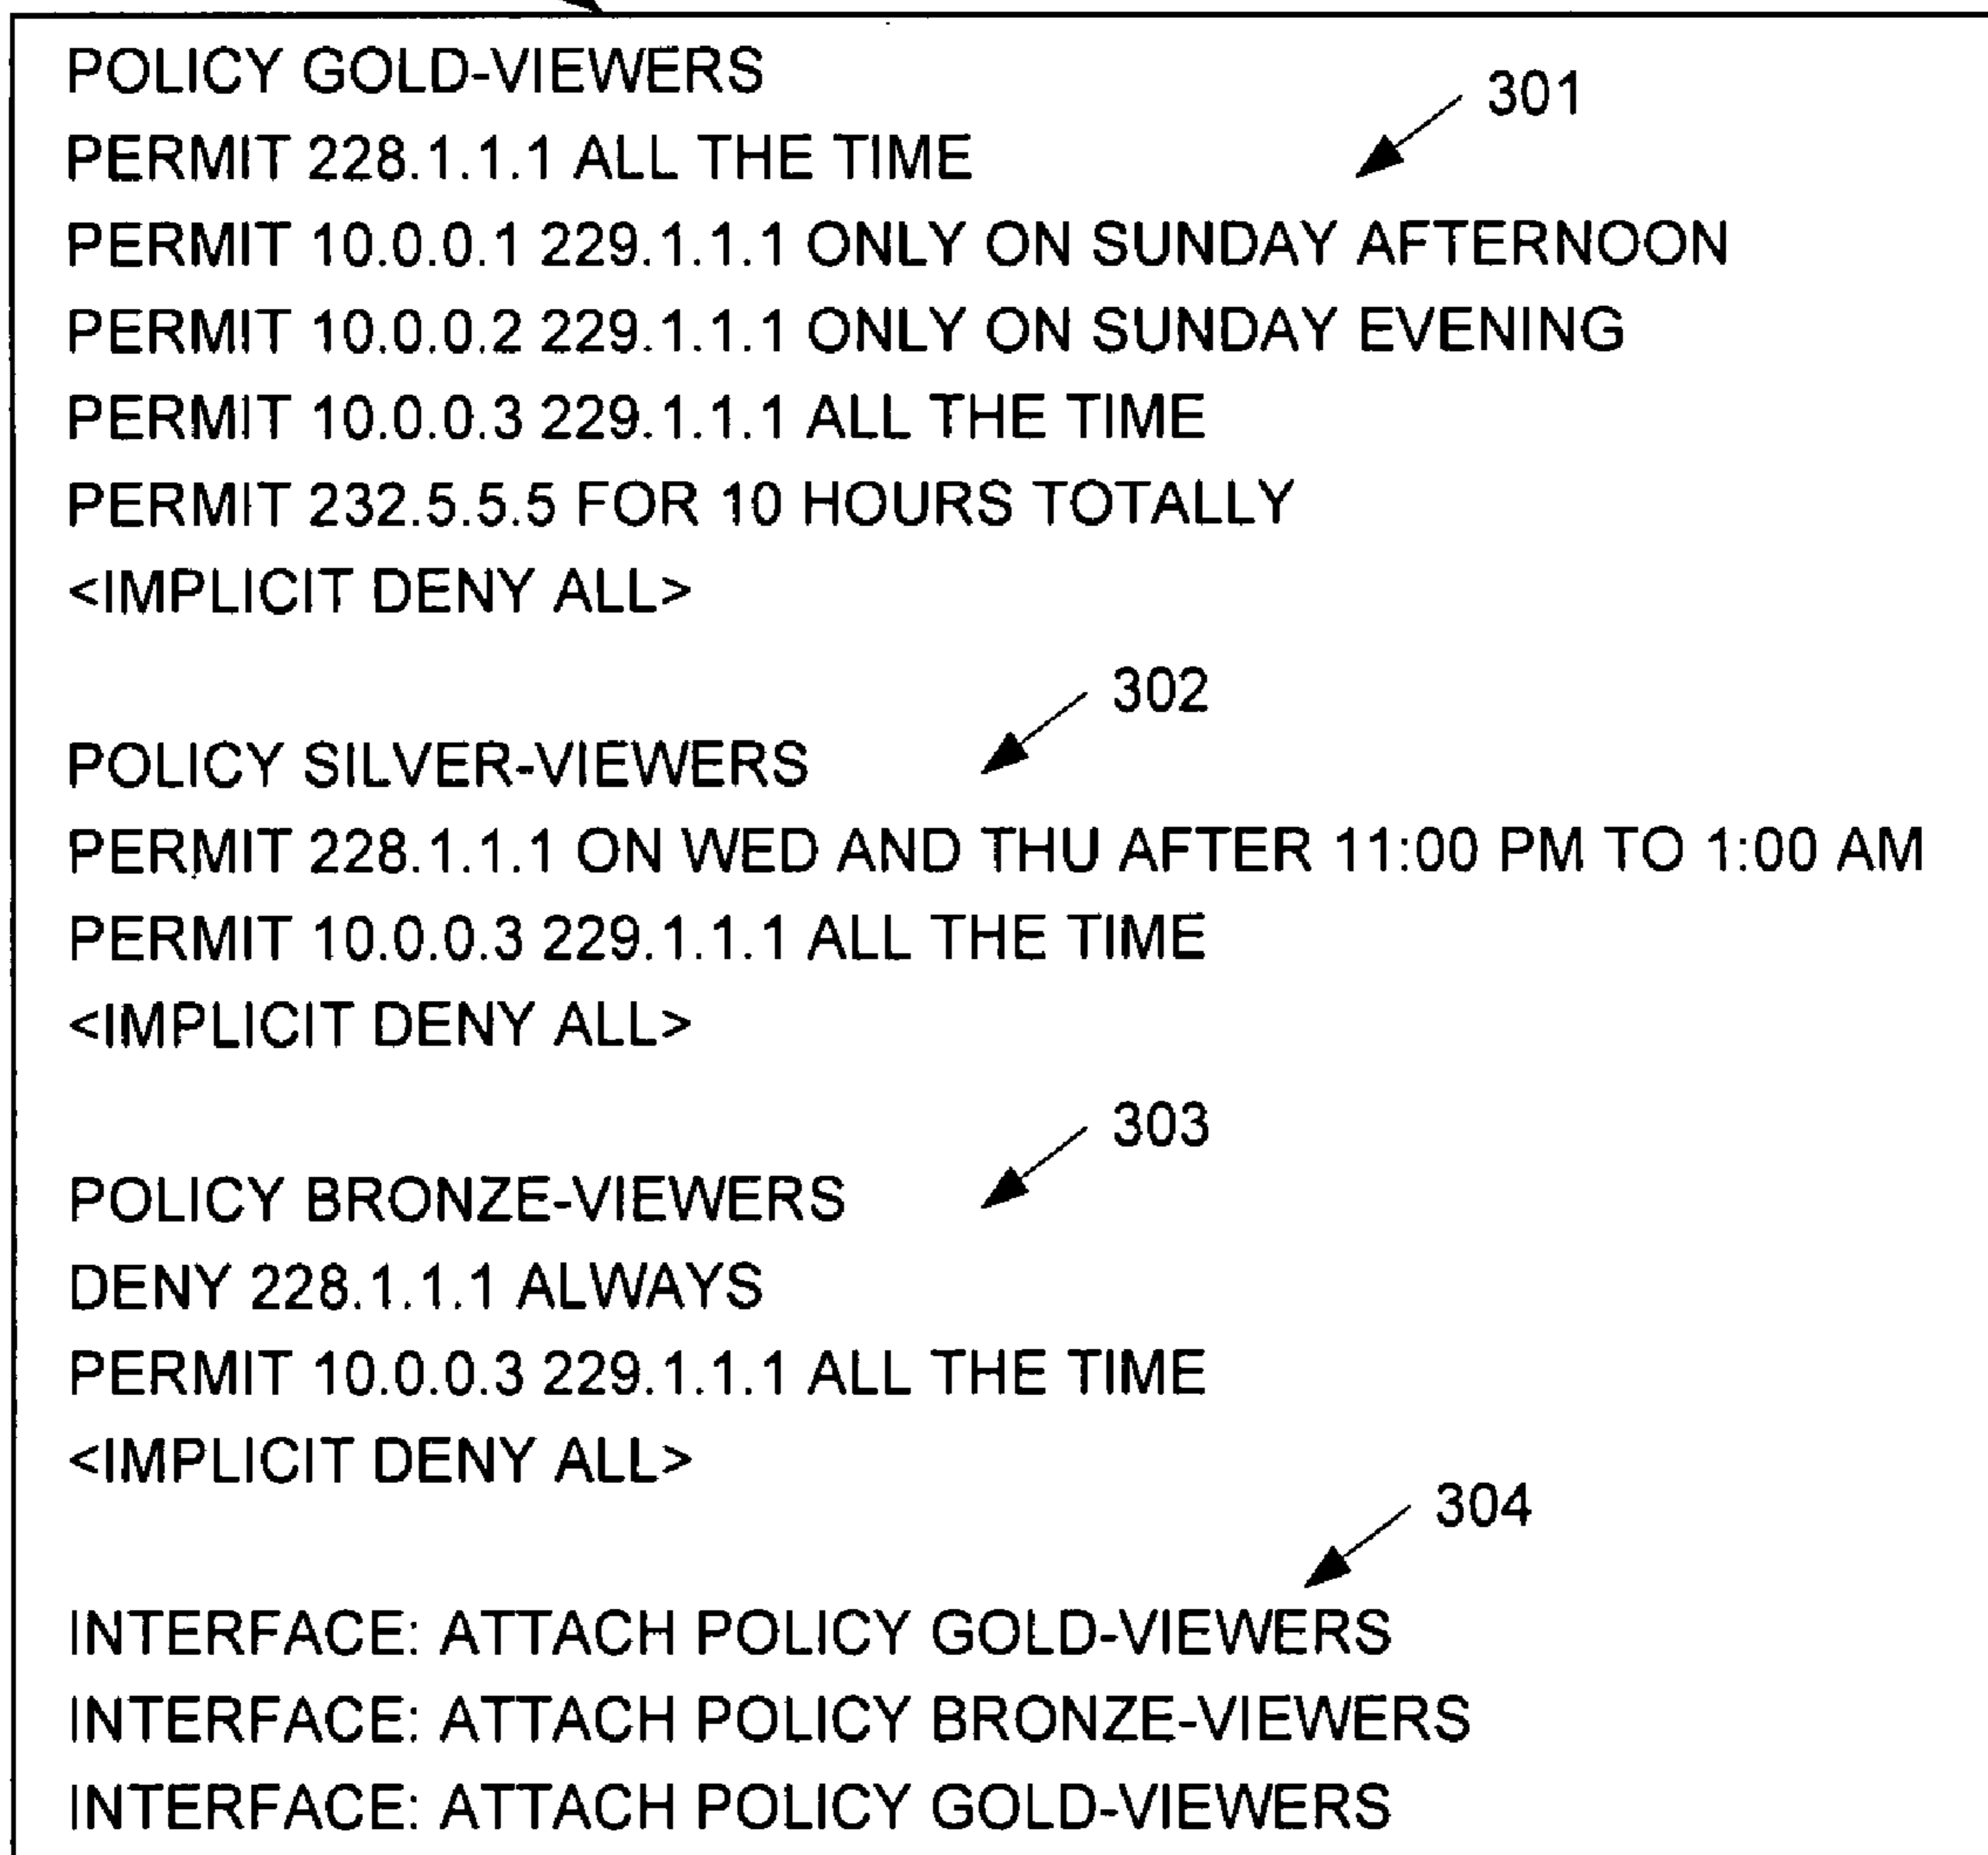 POLICY GOLD-VIEWERS
301
PERMIT 228.1.1.1 ALL THE TIME
PERMIT 10.0.0.1 229.1.1.1 ONLY ON SUNDAY AFTERNOON
PERMIT 10.0.0.2 229.1.1.1 ONLY ON SUNDAY EVENING
PERMIT 10.0.0.3 229.1.1.1 ALL THE TIME
PERMIT 232.5.5.5 FOR 10 HOURS TOTALLY
<IMPLICIT DENY ALL>
302
POLICY SILVER-VIEWERS
PERMIT 228.1.1.1 ON WED AND THU AFTER 11:00 PM TO 1:00 AM
PERMIT 10.0.0.3 229.1.1.1 ALL THE TIME
<IMPLICIT DENY ALL>
303
POLICY BRONZE-VIEWERS
DENY 228.1.1.1 ALWAYS
PERMIT 10.0.0.3 229.1.1.1 ALL THE TIME
<IMPLICIT DENY ALL>
304
INTERFACE: ATTACH POLICY GOLD-VIEWERS
INTERFACE: ATTACH POLICY BRONZE-VIEWERS
INTERFACE: ATTACH POLICY GOLD-VIEWERS